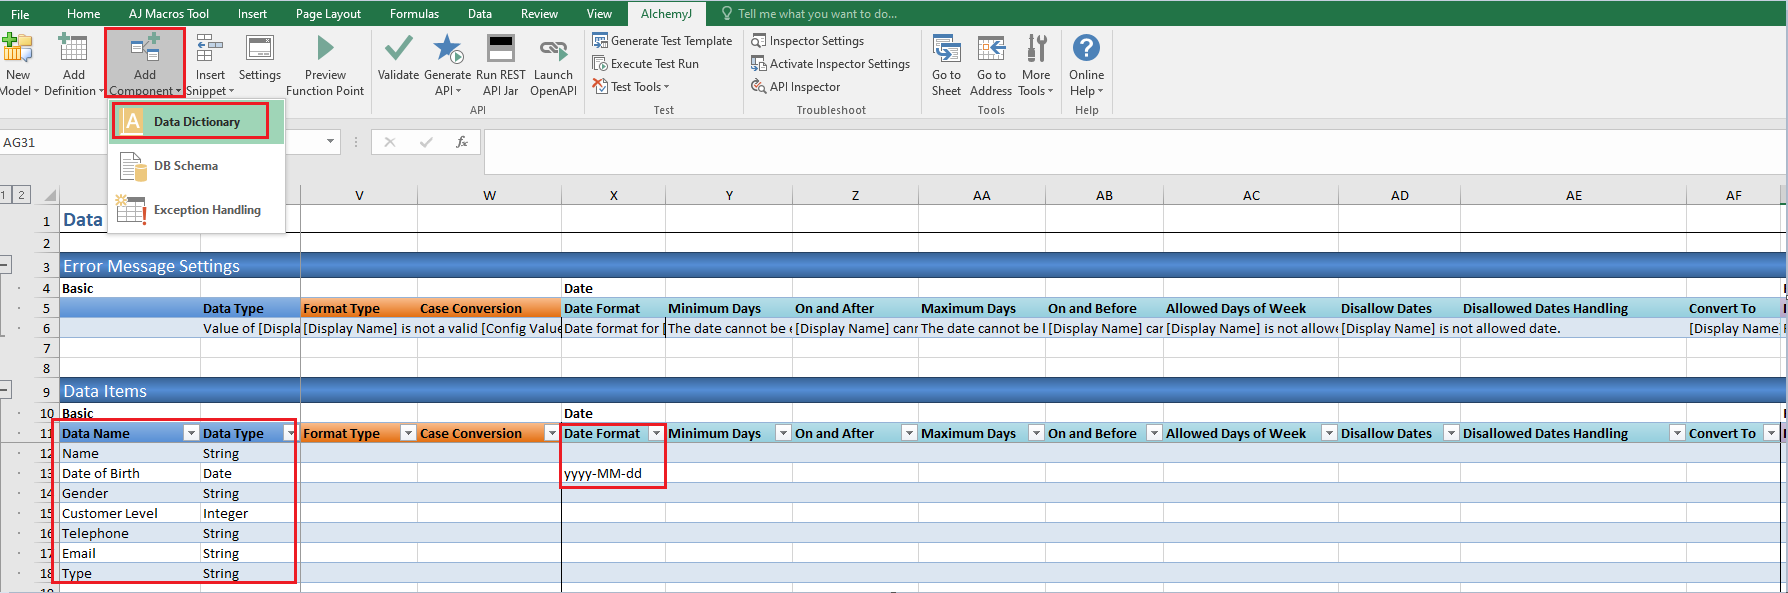 File Home AJ Macros Tool Insert Page Layout Formulas Data Review View AlchemyJ Tell me what you want to do...
New Model Add Definition Add Component Insert Snippet Settings Preview Function Point
Validate Generate API Run REST API Jar Launch OpenAPI
API
Generate Test Template
Execute Test Run
Test Tools
Test
Inspector Settings
Activate Inspector Settings
API Inspector
Troubleshoot
Go to Sheet Go to Address More Tools
Tools
Online Help
Help
A Data Dictionary
DB Schema
Exception Handling
AG31 fx
1 2 V W X Y Z AA AB AC AD AE AF
1 Data
2
3 Error Message Settings
4 Basic Date
5 Data Type Format Type Case Conversion Date Format Minimum Days On and After Maximum Days On and Before Allowed Days of Week Disallow Dates Disallowed Dates Handling Convert To
6 Value of [Displa [Display Name] is not a valid [Config Value Date format for [ The date cannot be e [Display Name] cann The date cannot be l [Display Name] car [Display Name] is not allowe [Display Name] is not allowed date. [Display Name
7
8
9 Data Items
10 Basic Date
11 Data Name Data Type Format Type Case Conversion Date Format Minimum Days On and After Maximum Days On and Before Allowed Days of Week Disallow Dates Disallowed Dates Handling Convert To
12 Name String
13 Date of Birth Date yyyy-MM-dd
14 Gender String
15 Customer Level Integer
16 Telephone String
17 Email String
18 Type String